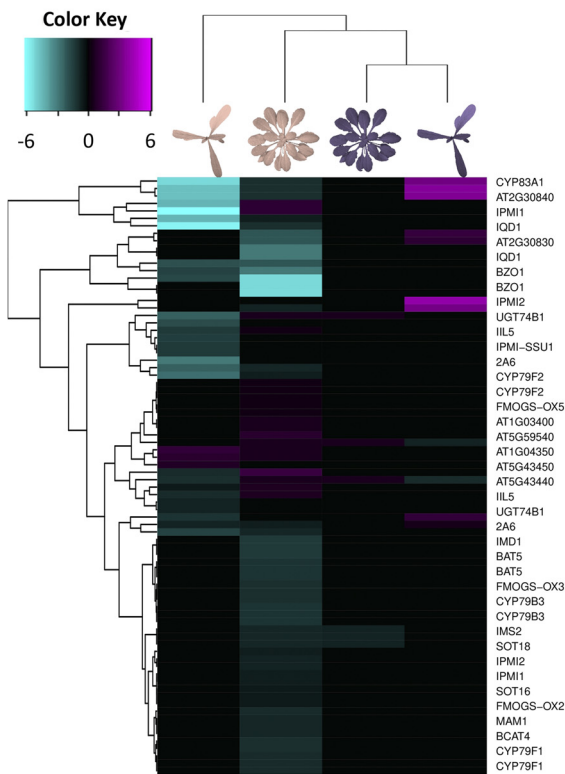 Color Key
-6 0 6
CYP83A1
AT2G30840
IPMI1
IQD1
AT2G30830
IQD1
BZO1
BZO1
IPMI2
UGT74B1
IIL5
IPMI-SSU1
2A6
CYP79F2
CYP79F2
FMOGS-OX5
AT1G03400
AT5G59540
AT1G04350
AT5G43450
AT5G43440
IIL5
UGT74B1
2A6
IMD1
BAT5
BAT5
FMOGS-OX3
CYP79B3
CYP79B3
IMS2
SOT18
IPMI2
IPMI1
SOT16
FMOGS-OX2
MAM1
BCAT4
CYP79F1
CYP79F1